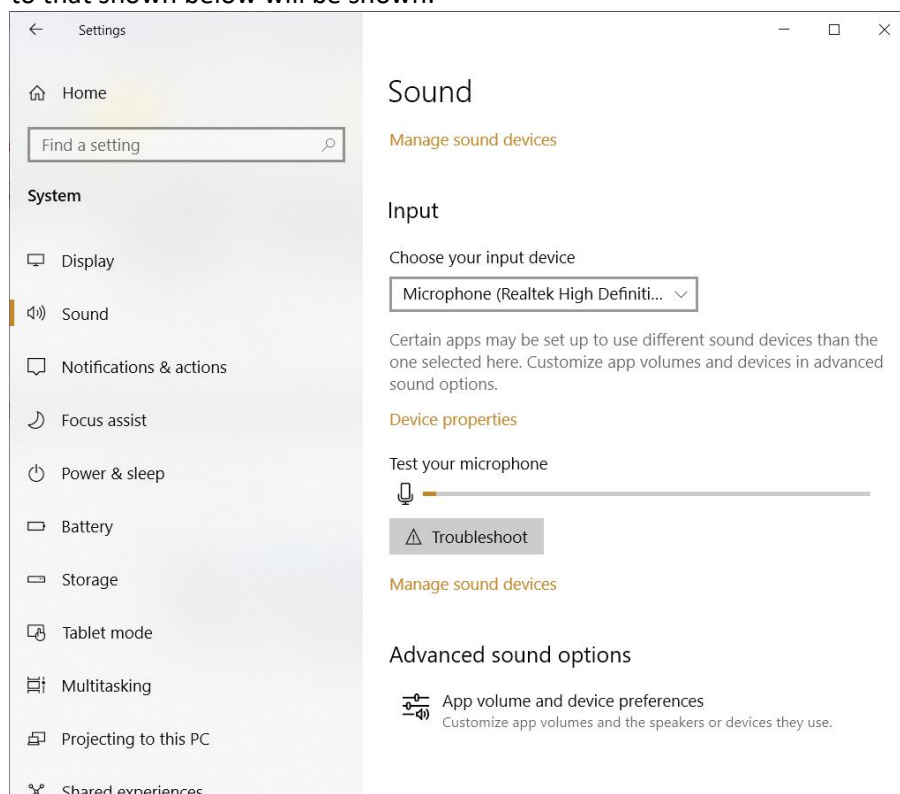 to that shown below will be shown.
Settings
Home
Find a setting
System
Display
Sound
Notifications & actions
Focus assist
Power & sleep
Battery
Storage
Tablet mode
Multitasking
Projecting to this PC
Shared experiences
Sound
Manage sound devices
Input
Choose your input device
Microphone (Realtek High Definiti...
Certain apps may be set up to use different sound devices than the
one selected here. Customize app volumes and devices in advanced
sound options.
Device properties
Test your microphone
Troubleshoot
Manage sound devices
Advanced sound options
App volume and device preferences
Customize app volumes and the speakers or devices they use.